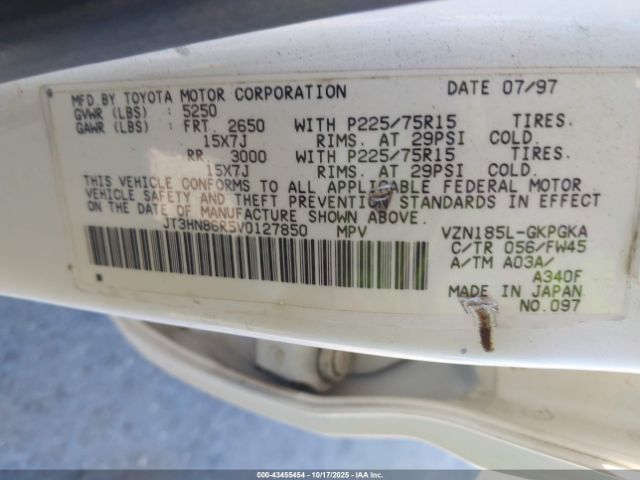 MFD.BY TOYOTA MOTOR CORPORATION DATE 07/97
GVWR (LBS) : 5250
GAWR (LBS) : FRT 2650 WITH P225/75R15 TIRES.
15X7J RIMS. AT 29PSI COLD.
RR 3000 WITH P225/75R15 TIRES.
15X7J RIMS. AT 29PSI COLD.
THIS VEHICLE CONFORMS TO ALL APPLICABLE FEDERAL MOTOR
VEHICLE SAFETY AND THEFT PREVENTION STANDARDS IN EFFECT
ON THE DATE OF MANUFACTURE SHOWN ABOVE.
JT3HN86R5V0127850 MPV VZN185L-GKPGKA
C/TR 056/FW45
A/TM A03A/
A340F
MADE IN JAPAN
NO.097
000-43455454 | 10/17/2025 | IAAI/ACV